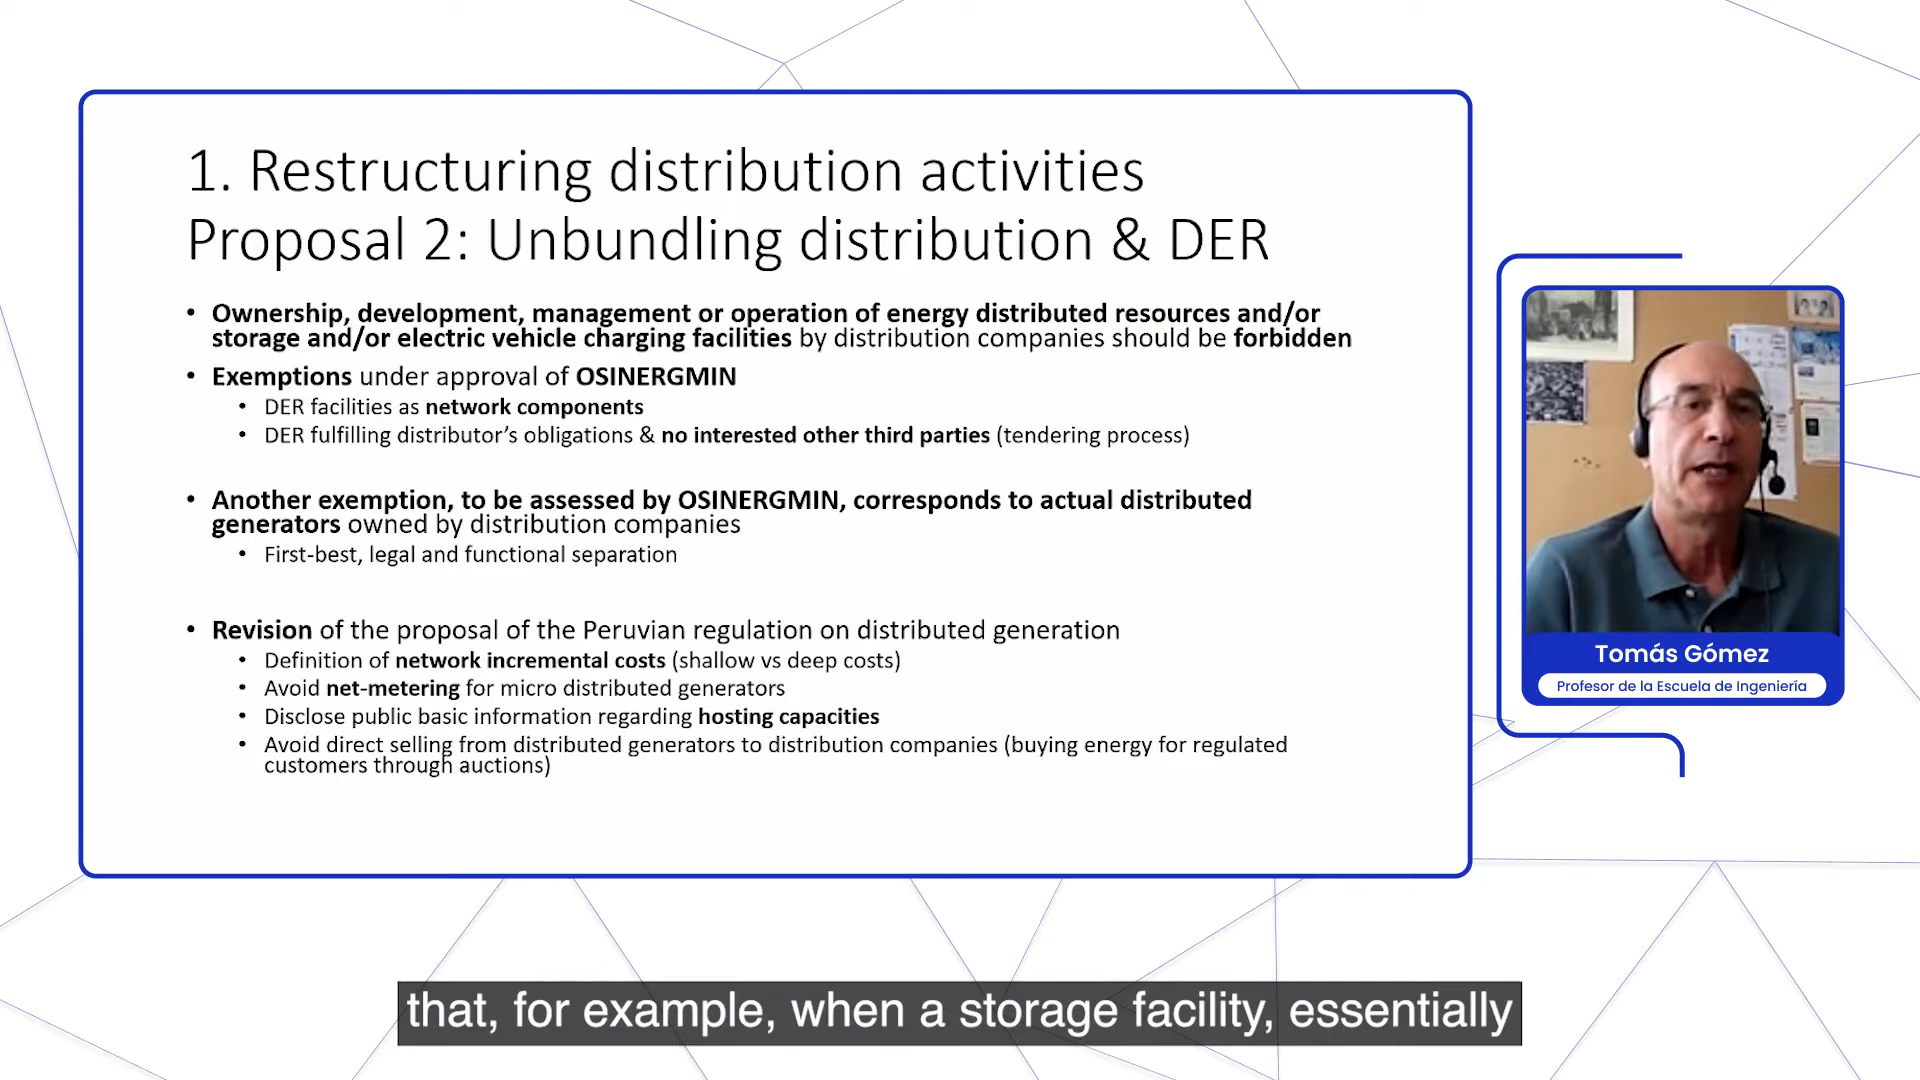 1. Restructuring distribution activities
Proposal 2: Unbundling distribution & DER
• Ownership, development, management or operation of energy distributed resources and/or
storage and/or electric vehicle charging facilities by distribution companies should be forbidden
• Exemptions under approval of OSINERGMIN
• DER facilities as network components
• DER fulfilling distributor's obligations & no interested other third parties (tendering process)
• Another exemption, to be assessed by OSINERGMIN, corresponds to actual distributed
generators owned by distribution companies
• First-best, legal and functional separation
• Revision of the proposal of the Peruvian regulation on distributed generation
• Definition of network incremental costs (shallow vs deep costs)
• Avoid net-metering for micro distributed generators
• Disclose public basic information regarding hosting capacities
• Avoid direct selling from distributed generators to distribution companies (buying energy for regulated
customers through auctions)
Tomás Gómez
Profesor de la Escuela de Ingeniería
that, for example, when a storage facility, essentially